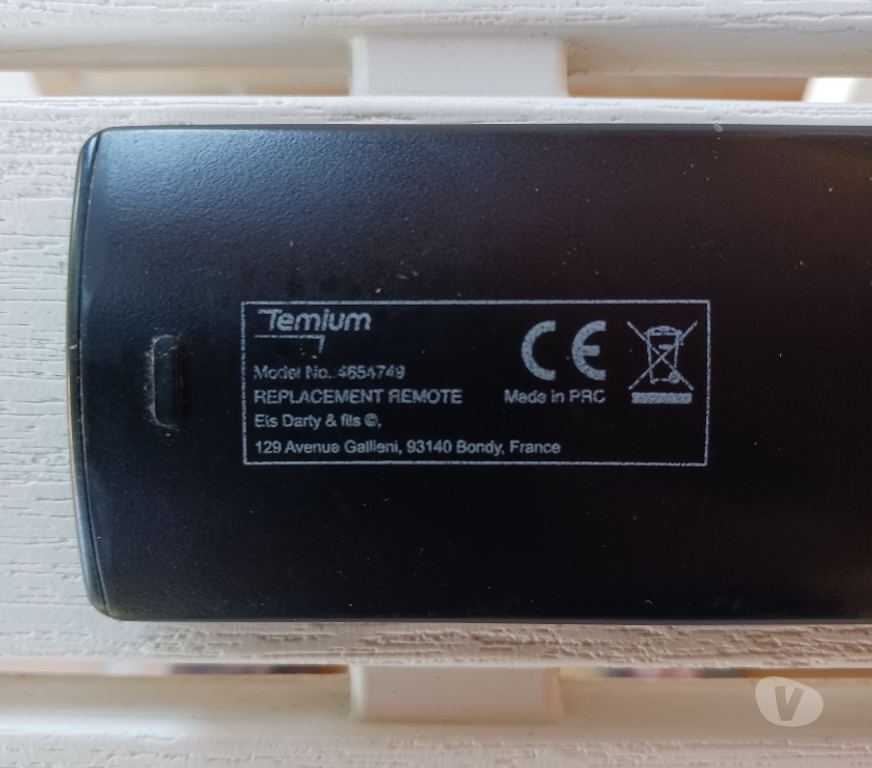 Temium
Model No.:4654749
REPLACEMENT REMOTE
Ets Darty & fils ©,
129 Avenue Gallieni, 93140 Bondy, France
CE
Made in PRC
V